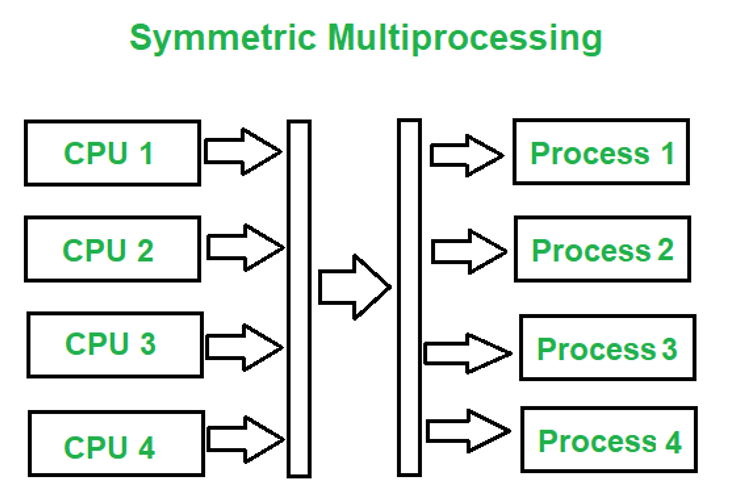 Symmetric Multiprocessing
CPU 1
Process 1
CPU 2
Process 2
CPU 3
Process 3
CPU 4
Process 4